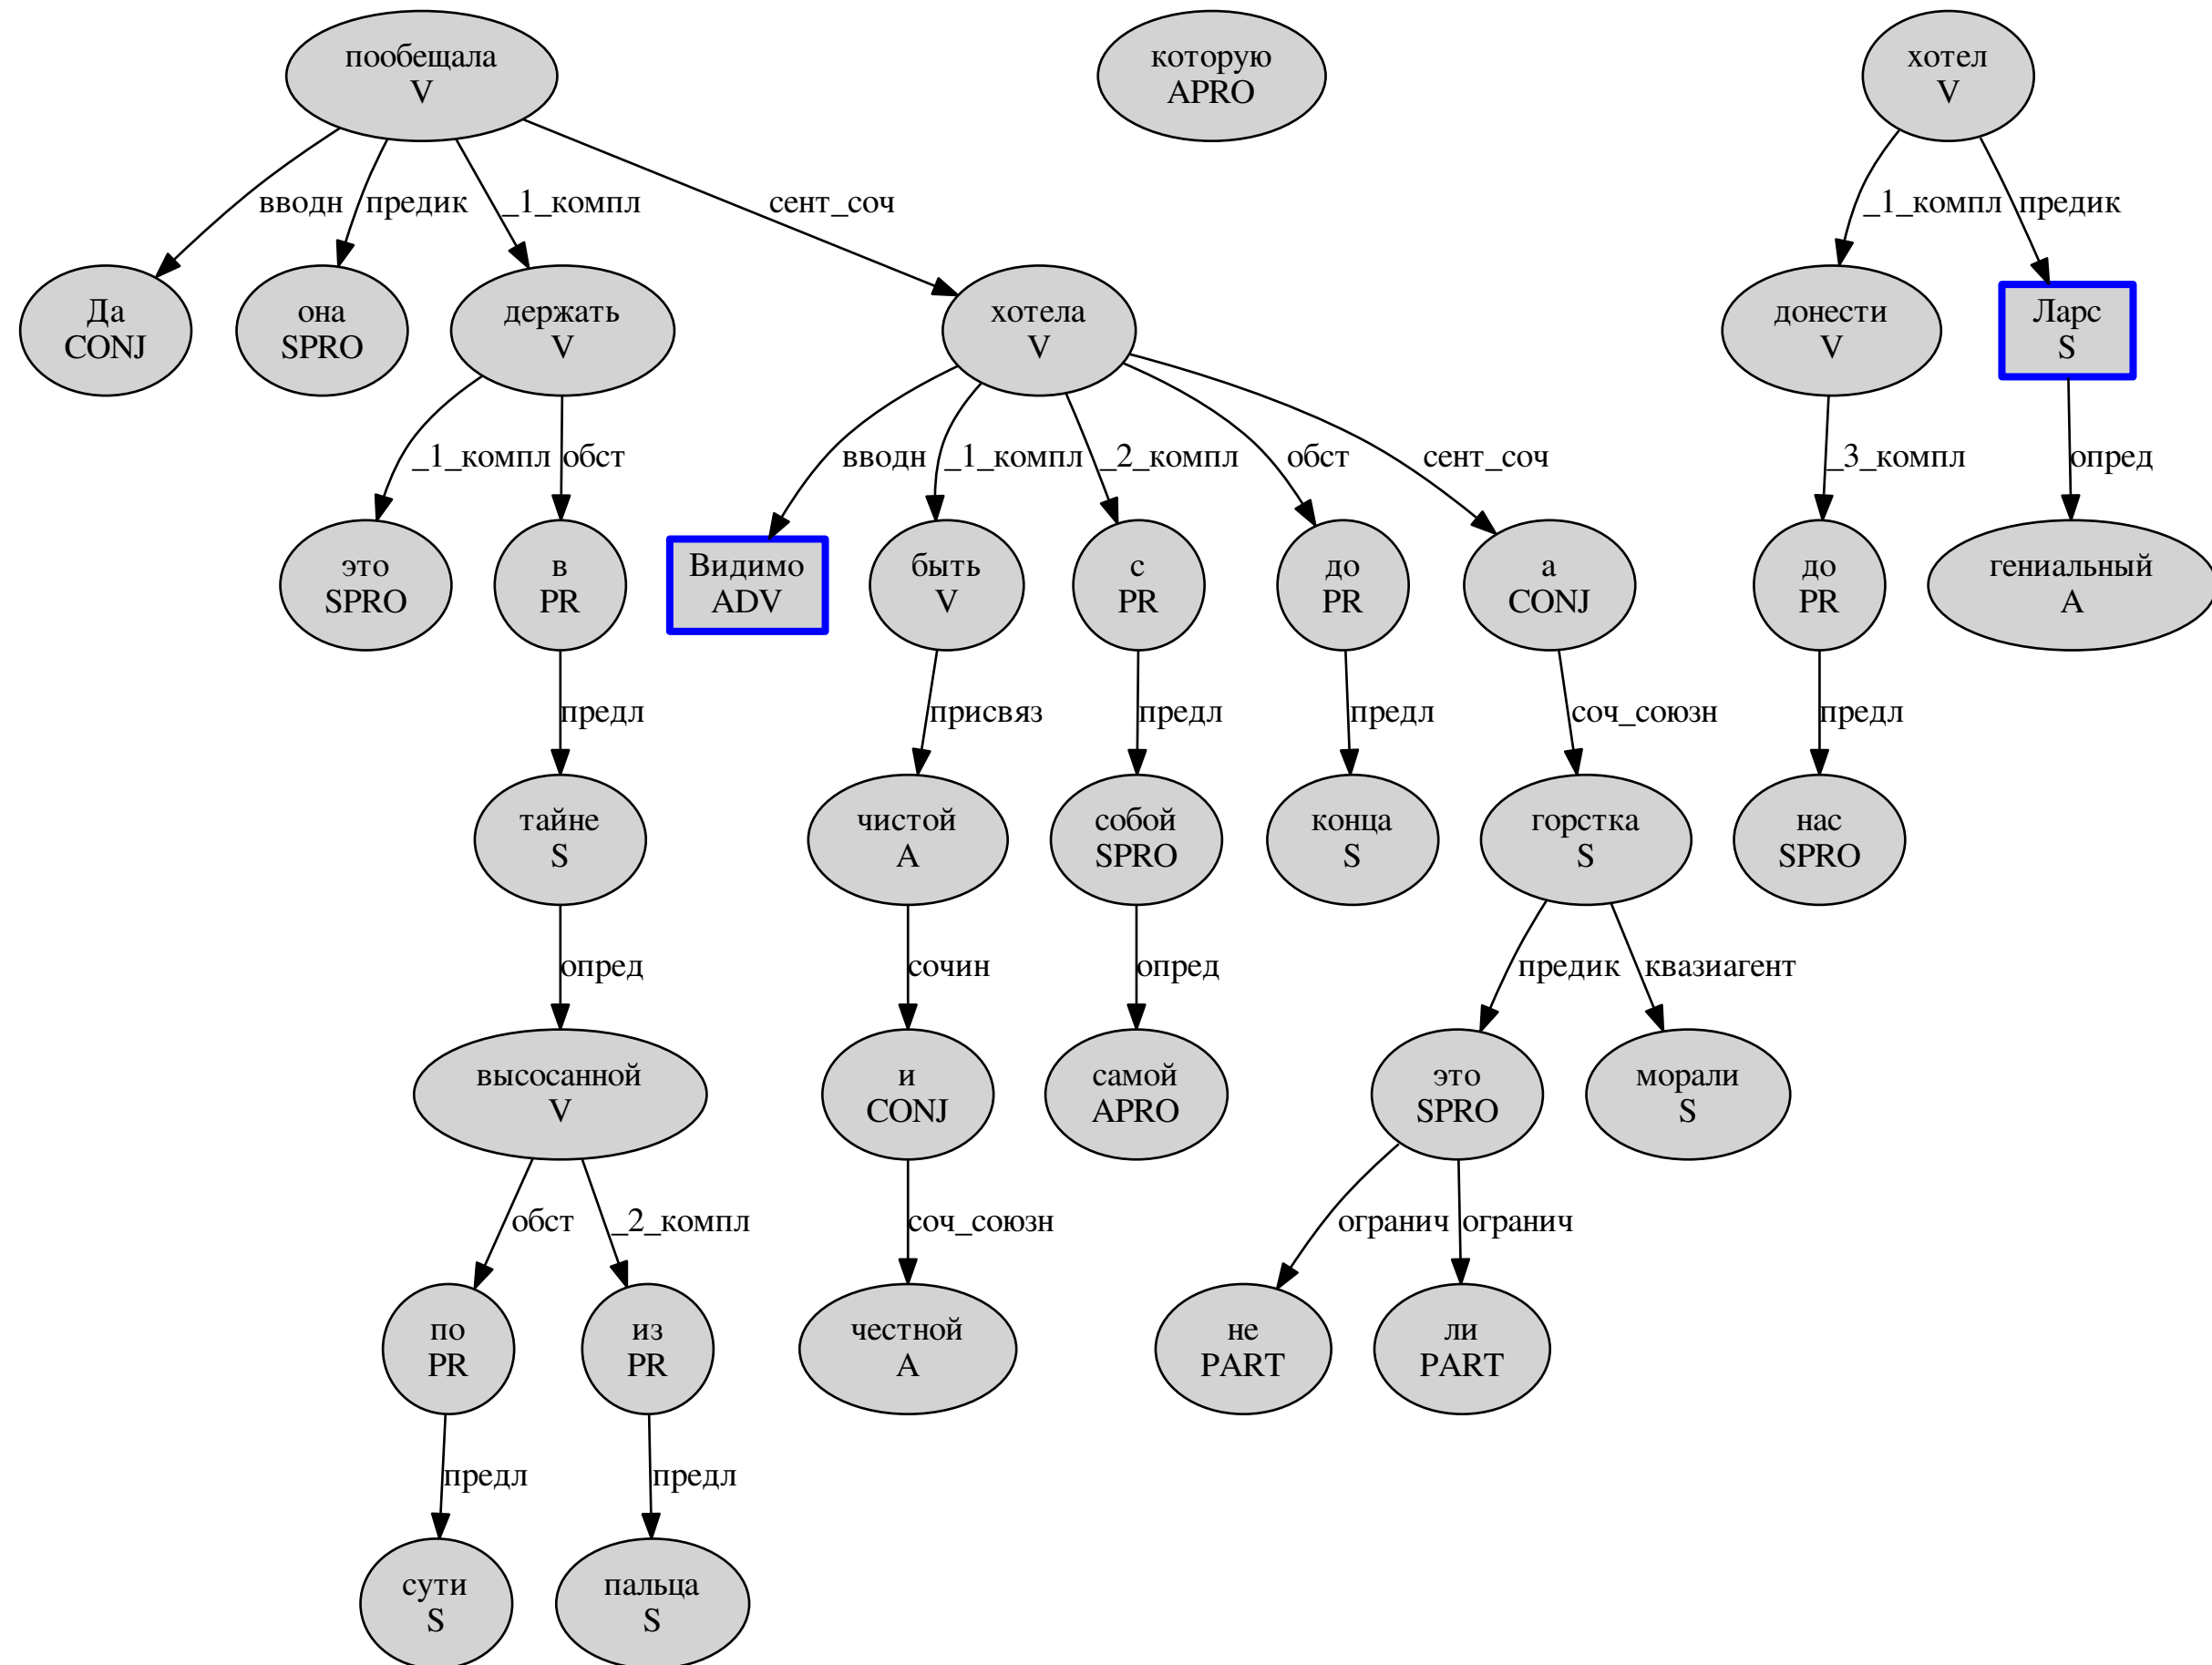 пообещала
V
которую
APRO
хотел
V
вводн
предик
_1_компл
сент_соч
_1_компл
предик
Да
CONJ
она
SPRO
держать
V
хотела
V
донести
V
Ларс
S
_1_компл
обст
вводн
_1_компл
_2_компл
обст
сент_соч
_3_компл
опред
это
SPRO
в
PR
Видимо
ADV
быть
V
с
PR
до
PR
а
CONJ
до
PR
гениальный
A
предл
присвяз
предл
предл
соч_союзн
предл
тайне
S
чистой
A
собой
SPRO
конца
S
горстка
S
нас
SPRO
опред
сочин
опред
предик
квазиагент
высосанной
V
и
CONJ
самой
APRO
это
SPRO
морали
S
обст
_2_компл
соч_союзн
огранич
огранич
по
PR
из
PR
честной
A
не
PART
ли
PART
предл
предл
сути
S
пальца
S